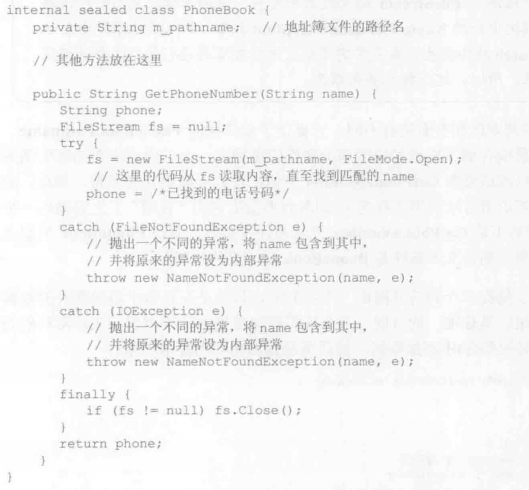 internal sealed class PhoneBook {
private String m_pathname; // 地址簿文件的路径名
// 其他方法放在这里
public String GetPhoneNumber(String name) {
String phone;
FileStream fs = null;
try {
fs = new FileStream(m_pathname, FileMode.Open);
// 这里的代码从 fs 读取内容，直至找到匹配的 name
phone = /*已找到的电话号码*/
}
catch (FileNotFoundException e) {
// 抛出一个不同的异常，将 name 包含到其中，
// 并将原来的异常设为内部异常
throw new NameNotFoundException(name, e);
}
catch (IOException e) {
// 抛出一个不同的异常，将 name 包含到其中，
// 并将原来的异常设为内部异常
throw new NameNotFoundException(name, e);
}
finally {
if (fs != null) fs.Close();
}
return phone;
}
}